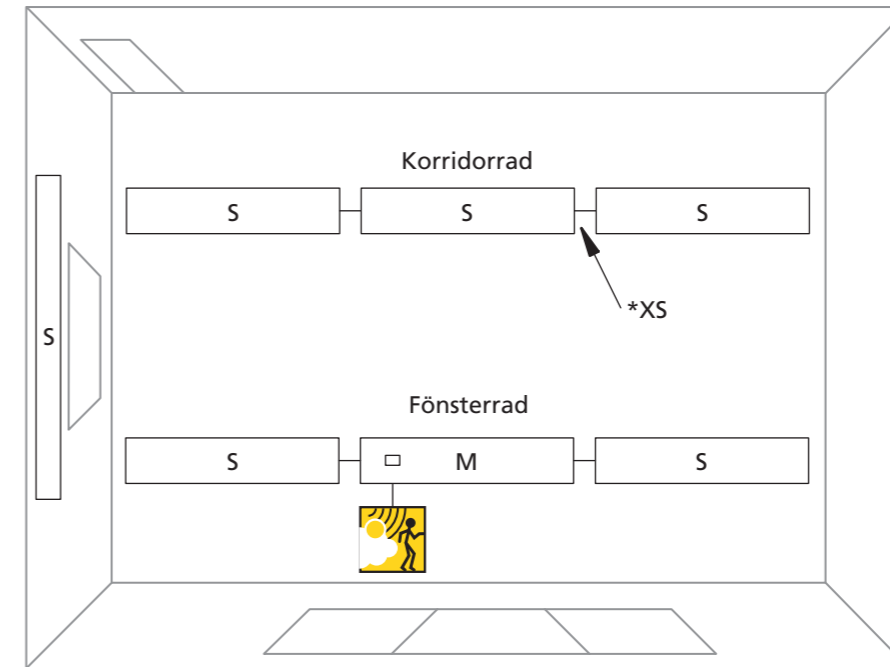 Korridorrad
S S S
*XS
S
Fönsterrad
S M S